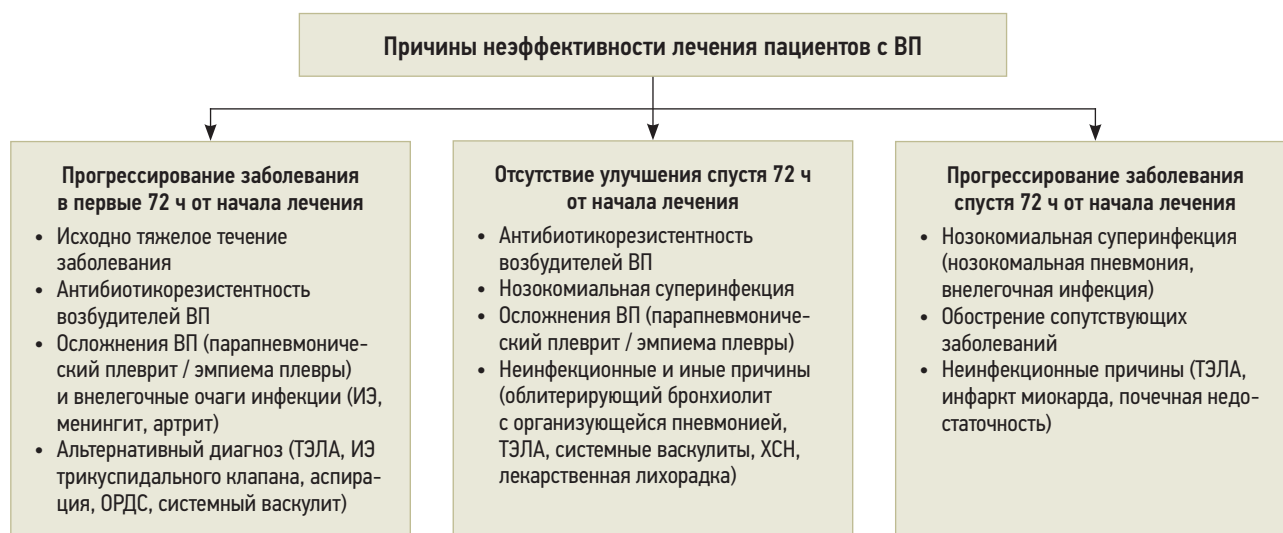 Причины неэффективности лечения пациентов с ВП
Прогрессирование заболевания
в первые 72 ч от начала лечения
• Исходно тяжелое течение
заболевания
• Антибиотикорезистентность
возбудителей ВП
• Осложнения ВП (парапневмониче-
ский плеврит / эмпиема плевры)
и внелегочные очаги инфекции (ИЭ,
менингит, артрит)
• Альтернативный диагноз (ТЭЛА, ИЭ
трикуспидального клапана, аспира-
ция, ОРДС, системный васкулит)
Отсутствие улучшения спустя 72 ч
от начала лечения
• Антибиотикорезистентность
возбудителей ВП
• Нозокомиальная суперинфекция
• Осложнения ВП (парапневмониче-
ский плеврит / эмпиема плевры)
• Неинфекционные и иные причины
(облитерирующий бронхиолит
с организующейся пневмонией,
ТЭЛА, системные васкулиты, ХСН,
лекарственная лихорадка)
Прогрессирование заболевания
спустя 72 ч от начала лечения
• Нозокомиальная суперинфекция
(нозокомальная пневмония,
внелегочная инфекция)
• Обострение сопутствующих
заболеваний
• Неинфекционные причины (ТЭЛА,
инфаркт миокарда, почечная недо-
статочность)